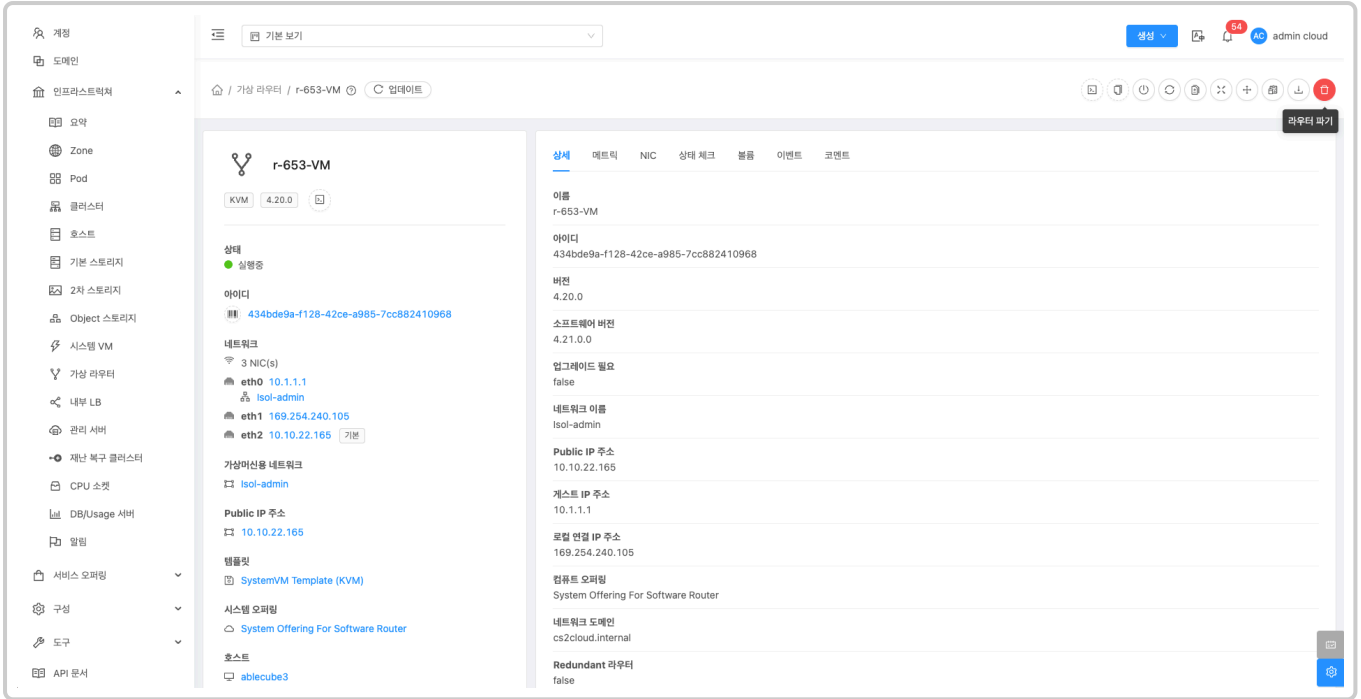 계정
도메인
인프라스트럭쳐
요약
Zone
Pod
클러스터
호스트
기본 스토리지
2차 스토리지
Object 스토리지
시스템 VM
가상 라우터
내부 LB
관리 서버
재난 복구 클러스터
CPU 소켓
DB/Usage 서버
알림
서비스 오퍼링
구성
도구
API 문서
기본 보기
생성
54
AC admin cloud
/ 가상 라우터 / r-653-VM 업데이트
라우터 파기
r-653-VM
KVM 4.20.0
상태
실행중
아이디
434bde9a-f128-42ce-a985-7cc882410968
네트워크
3 NIC(s)
eth0 10.1.1.1
lsol-admin
eth1 169.254.240.105
eth2 10.10.22.165 기본
가상머신용 네트워크
lsol-admin
Public IP 주소
10.10.22.165
템플릿
SystemVM Template (KVM)
시스템 오퍼링
System Offering For Software Router
호스트
ablecube3
상세 메트릭 NIC 상태 체크 볼륨 이벤트 코멘트
이름
r-653-VM
아이디
434bde9a-f128-42ce-a985-7cc882410968
버전
4.20.0
소프트웨어 버전
4.21.0.0
업그레이드 필요
false
네트워크 이름
lsol-admin
Public IP 주소
10.10.22.165
게스트 IP 주소
10.1.1.1
로컬 연결 IP 주소
169.254.240.105
컴퓨트 오퍼링
System Offering For Software Router
네트워크 도메인
cs2cloud.internal
Redundant 라우터
false